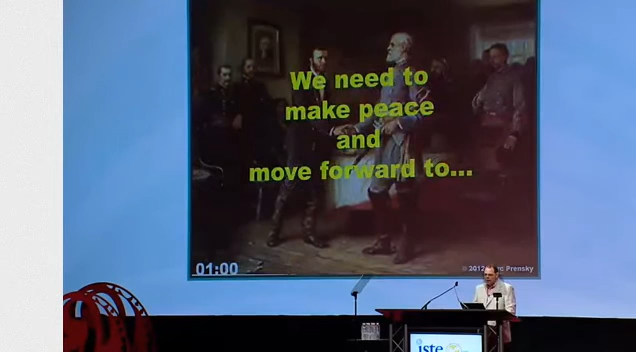 We need to
make peace
and
move forward to...
01:00
© 2012 Marc Prensky
iste